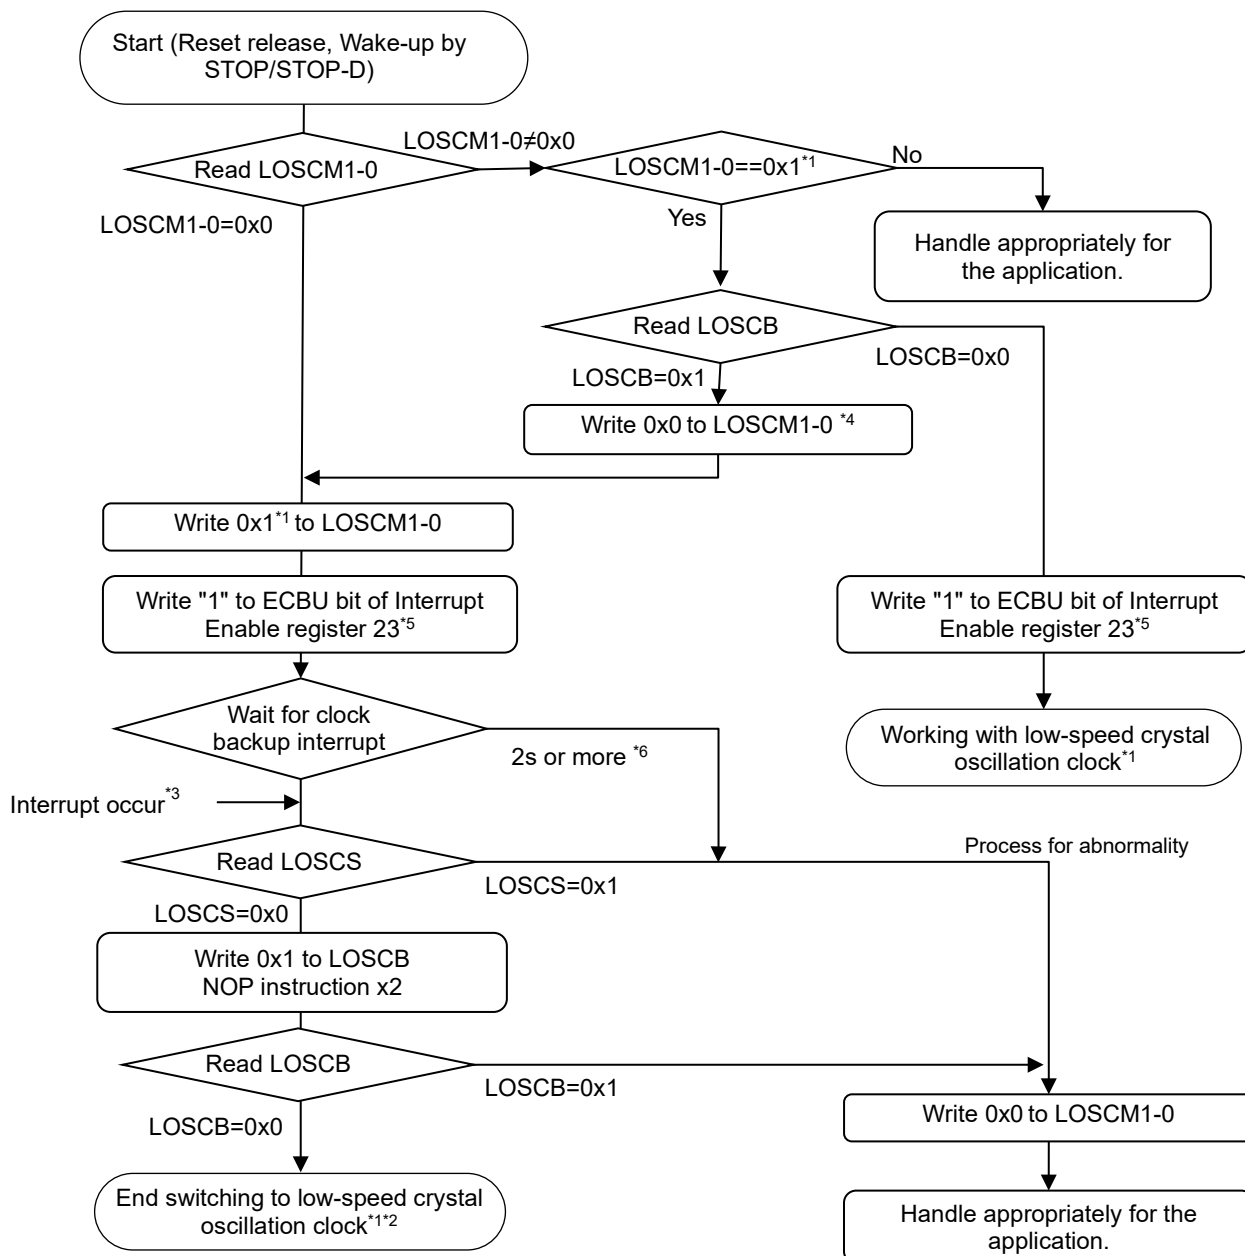 Start (Reset release, Wake-up by
STOP/STOP-D)
Read LOSCM1-0
LOSCM1-0≠0x0
LOSCM1-0==0x1*1
No
LOSCM1-0=0x0
Yes
Handle appropriately for
the application.
Read LOSCB
LOSCB=0x0
LOSCB=0x1
Write 0x0 to LOSCM1-0 *4
Write 0x1*1 to LOSCM1-0
Write "1" to ECBU bit of Interrupt
Enable register 23*5
Write "1" to ECBU bit of Interrupt
Enable register 23*5
Wait for clock
backup interrupt
2s or more *6
Working with low-speed crystal
oscillation clock*1
Interrupt occur*3
Read LOSCS
Process for abnormality
LOSCS=0x1
LOSCS=0x0
Write 0x1 to LOSCB
NOP instruction x2
Read LOSCB
LOSCB=0x1
LOSCB=0x0
Write 0x0 to LOSCM1-0
End switching to low-speed crystal
oscillation clock*1*2
Handle appropriately for the
application.